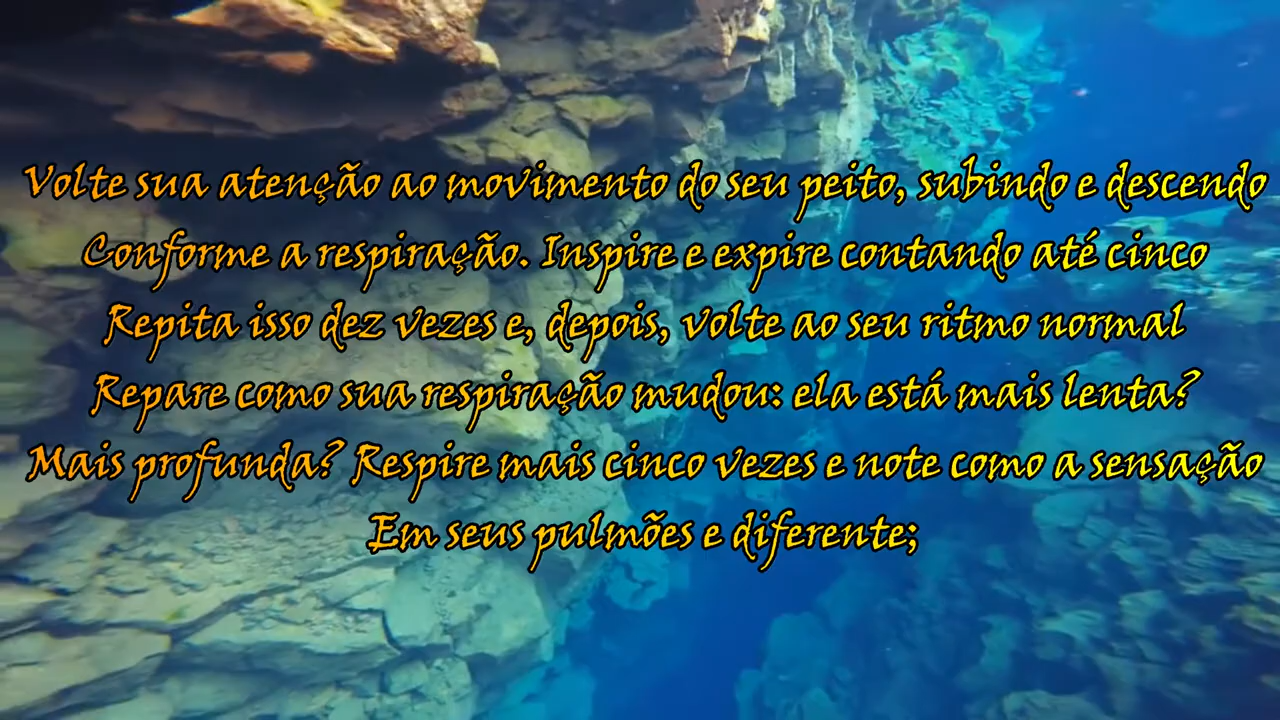 Volte sua atenção ao movimento do seu peito, subindo e descendo
Conforme a respiração. Inspire e expire contando até cinco
Repita isso dez vezes e, depois, volte ao seu ritmo normal
Repare como sua respiração mudou: ela está mais lenta?
Mais profunda? Respire mais cinco vezes e note como a sensação
Em seus pulmões e diferente;